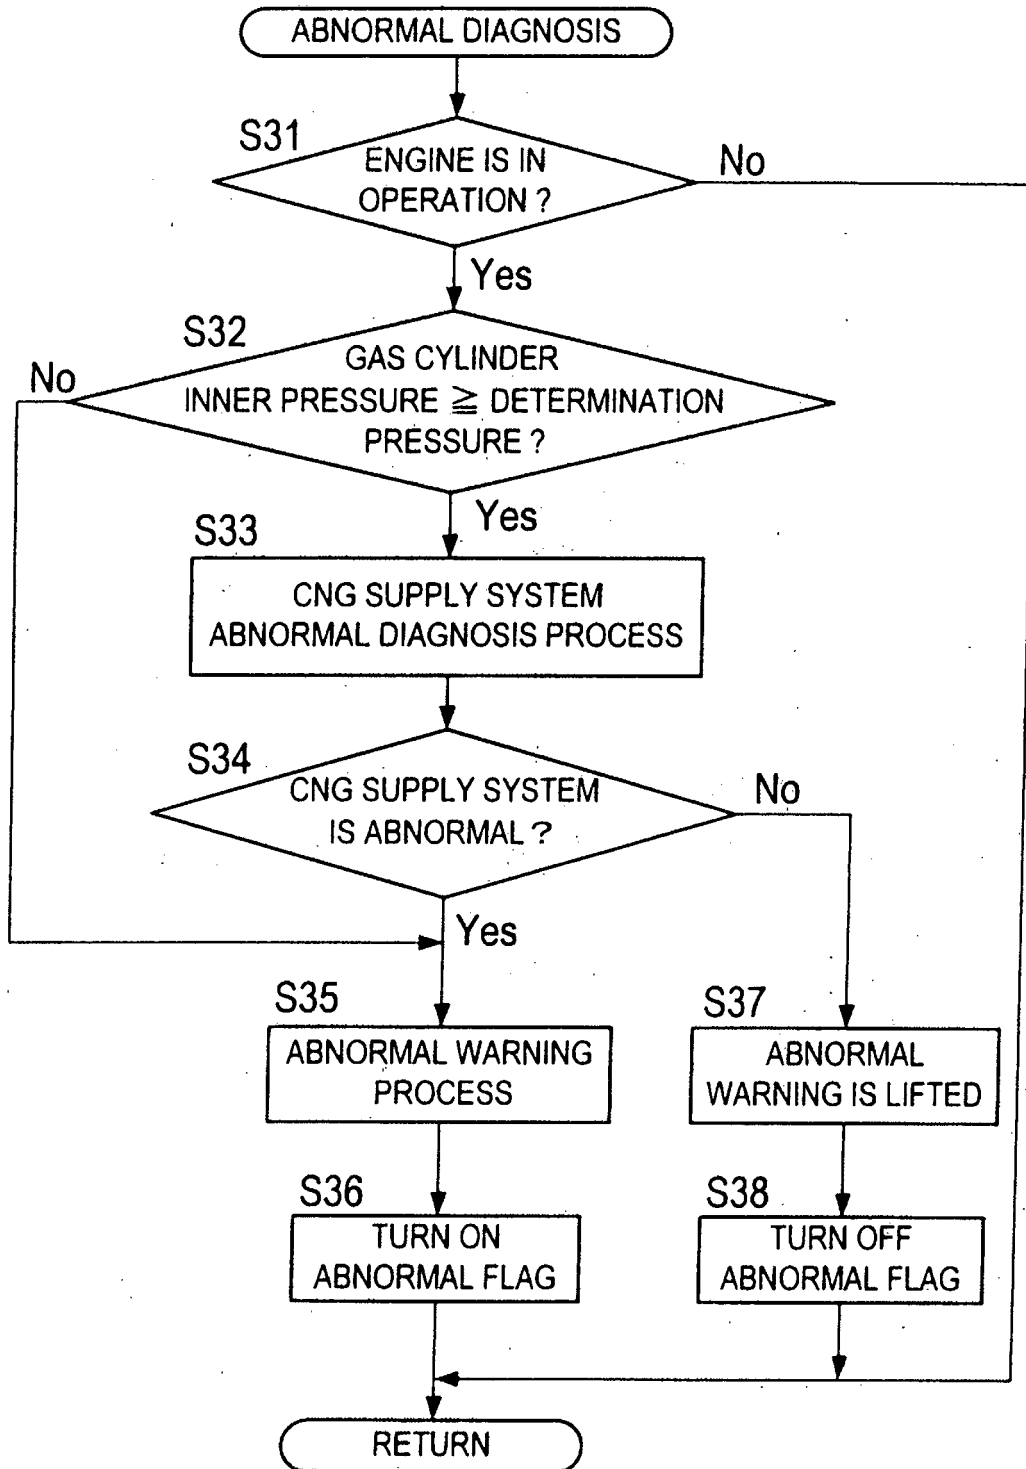 ABNORMAL DIAGNOSIS
S31
ENGINE IS IN
OPERATION ?
No
Yes
S32
No
GAS CYLINDER
INNER PRESSURE ≧ DETERMINATION
PRESSURE ?
Yes
S33
CNG SUPPLY SYSTEM
ABNORMAL DIAGNOSIS PROCESS
S34
CNG SUPPLY SYSTEM
IS ABNORMAL ?
No
Yes
S35
ABNORMAL WARNING
PROCESS
S37
ABNORMAL
WARNING IS LIFTED
S36
TURN ON
ABNORMAL FLAG
S38
TURN OFF
ABNORMAL FLAG
RETURN